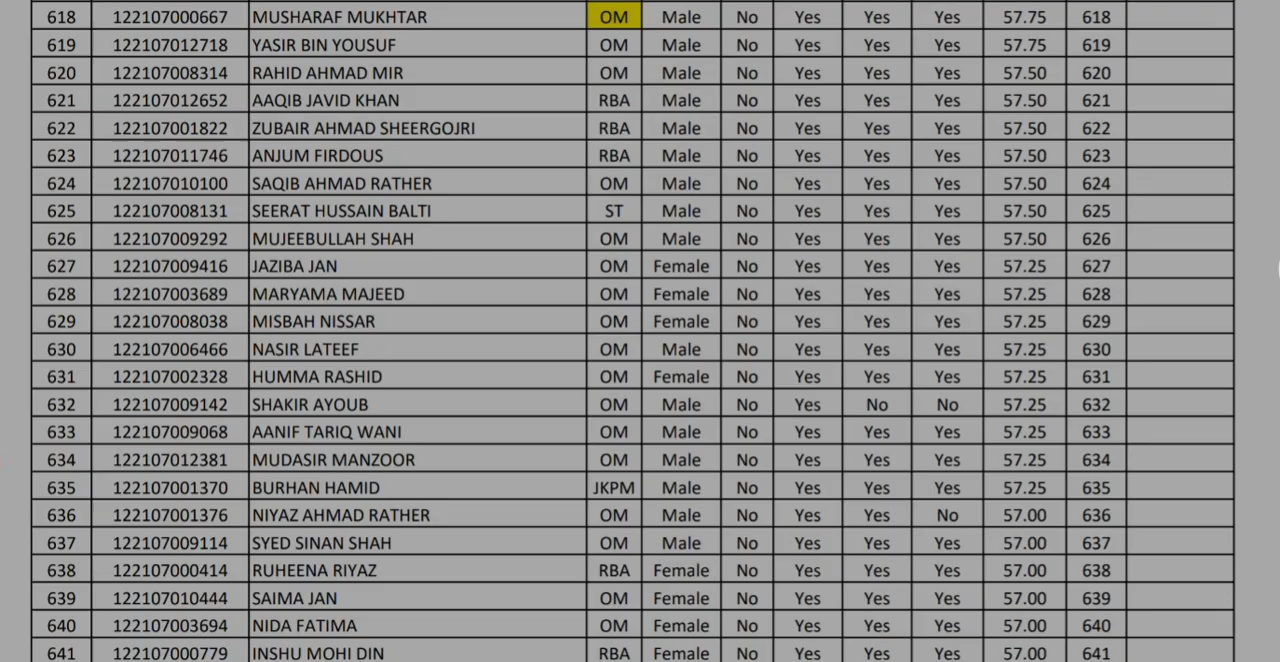 618 122107000667 MUSHARAF MUKHTAR OM Male No Yes Yes Yes 57.75 618
619 122107012718 YASIR BIN YOUSUF OM Male No Yes Yes Yes 57.75 619
620 122107008314 RAHID AHMAD MIR OM Male No Yes Yes Yes 57.50 620
621 122107012652 AAQIB JAVID KHAN RBA Male No Yes Yes Yes 57.50 621
622 122107001822 ZUBAIR AHMAD SHEERGOJRI RBA Male No Yes Yes Yes 57.50 622
623 122107011746 ANJUM FIRDOUS RBA Male No Yes Yes Yes 57.50 623
624 122107010100 SAQIB AHMAD RATHER OM Male No Yes Yes Yes 57.50 624
625 122107008131 SEERAT HUSSAIN BALTI ST Male No Yes Yes Yes 57.50 625
626 122107009292 MUJEEBULLAH SHAH OM Male No Yes Yes Yes 57.50 626
627 122107009416 JAZIBA JAN OM Female No Yes Yes Yes 57.25 627
628 122107003689 MARYAMA MAJEED OM Female No Yes Yes Yes 57.25 628
629 122107008038 MISBAH NISSAR OM Female No Yes Yes Yes 57.25 629
630 122107006466 NASIR LATEEF OM Male No Yes Yes Yes 57.25 630
631 122107002328 HUMMA RASHID OM Female No Yes Yes Yes 57.25 631
632 122107009142 SHAKIR AYOUB OM Male No Yes No No 57.25 632
633 122107009068 AANIF TARIQ WANI OM Male No Yes Yes Yes 57.25 633
634 122107012381 MUDASIR MANZOOR OM Male No Yes Yes Yes 57.25 634
635 122107001370 BURHAN HAMID JKPM Male No Yes Yes Yes 57.25 635
636 122107001376 NIYAZ AHMAD RATHER OM Male No Yes Yes No 57.00 636
637 122107009114 SYED SINAN SHAH OM Male No Yes Yes Yes 57.00 637
638 122107000414 RUHEENA RIYAZ RBA Female No Yes Yes Yes 57.00 638
639 122107010444 SAIMA JAN OM Female No Yes Yes Yes 57.00 639
640 122107003694 NIDA FATIMA OM Female No Yes Yes Yes 57.00 640
641 122107000779 INSHU MOHI DIN RBA Female No Yes Yes Yes 57.00 641